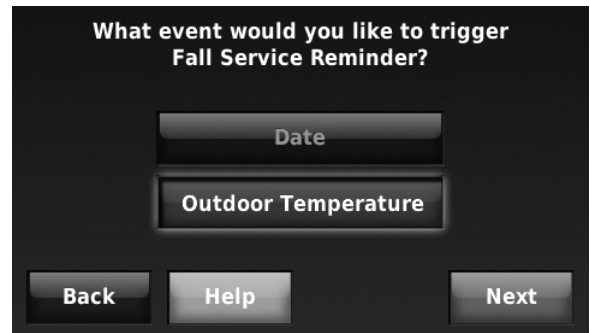 What event would you like to trigger
Fall Service Reminder?
Date
Outdoor Temperature
Back Help Next